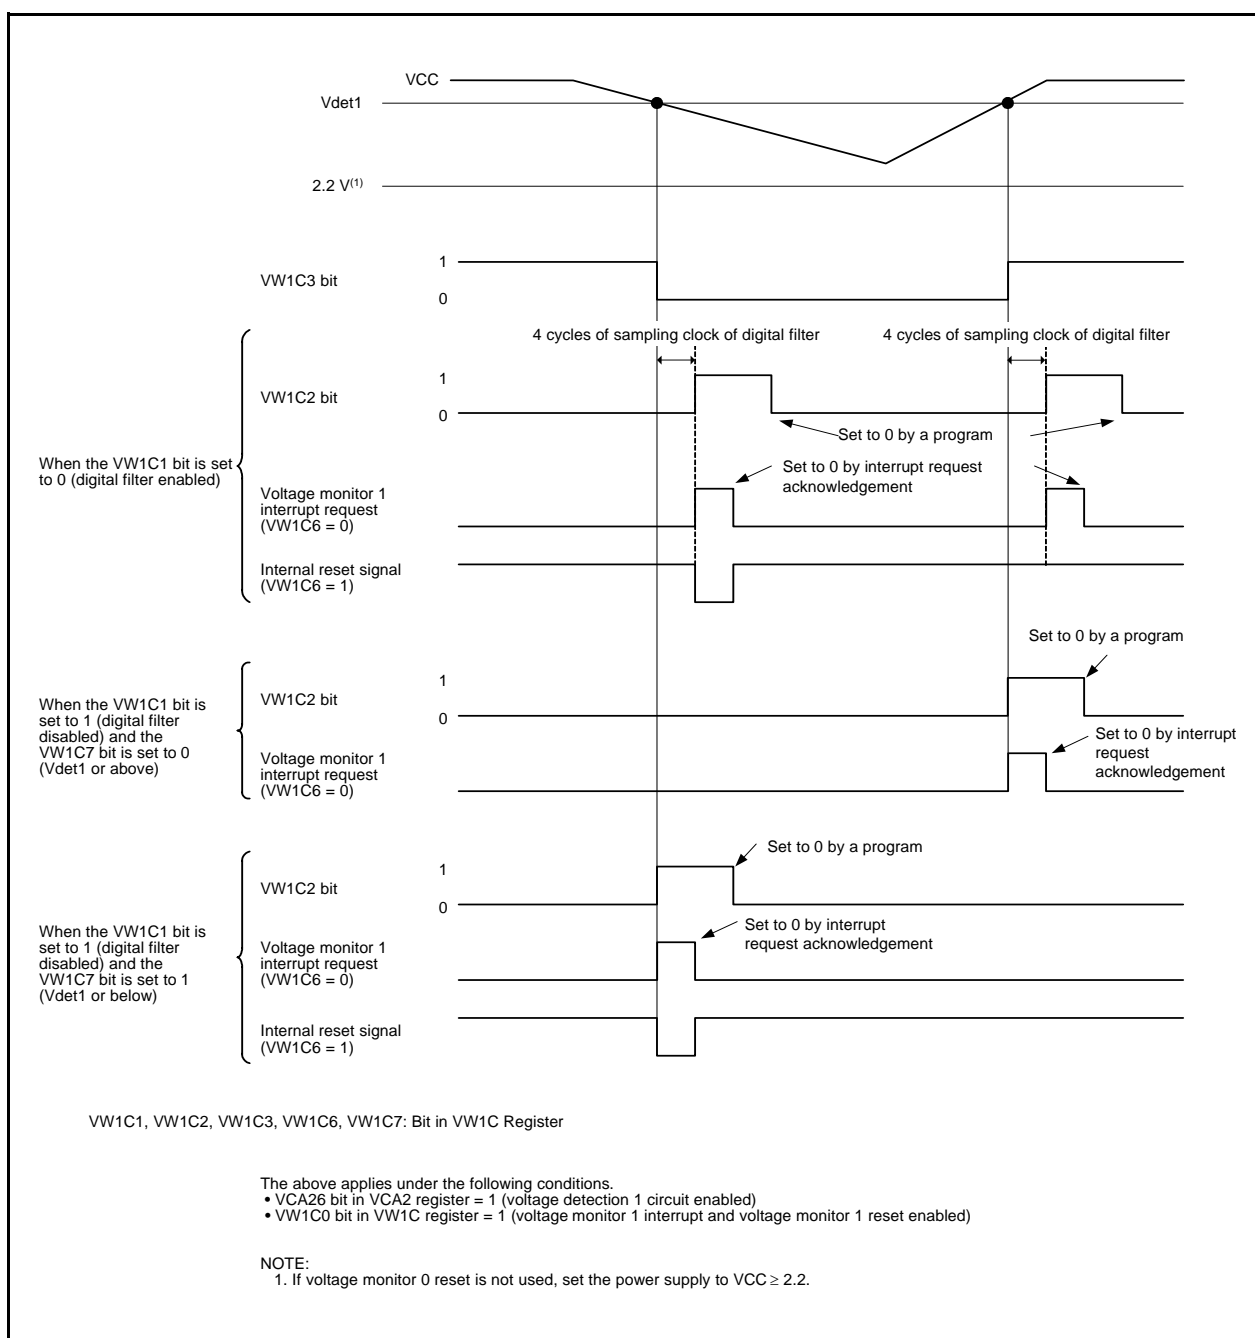 VCC
Vdet1
2.2 V(1)
VW1C3 bit
1
0
4 cycles of sampling clock of digital filter
4 cycles of sampling clock of digital filter
When the VW1C1 bit is set
to 0 (digital filter enabled)
VW1C2 bit
1
0
Set to 0 by a program
Set to 0 by interrupt request
acknowledgement
Voltage monitor 1
interrupt request
(VW1C6 = 0)
Internal reset signal
(VW1C6 = 1)
When the VW1C1 bit is
set to 1 (digital filter
disabled) and the
VW1C7 bit is set to 0
(Vdet1 or above)
VW1C2 bit
1
0
Set to 0 by a program
Voltage monitor 1
interrupt request
(VW1C6 = 0)
Set to 0 by interrupt
request
acknowledgement
When the VW1C1 bit is
set to 1 (digital filter
disabled) and the
VW1C7 bit is set to 1
(Vdet1 or below)
VW1C2 bit
1
0
Set to 0 by a program
Voltage monitor 1
interrupt request
(VW1C6 = 0)
Set to 0 by interrupt
request acknowledgement
Internal reset signal
(VW1C6 = 1)
VW1C1, VW1C2, VW1C3, VW1C6, VW1C7: Bit in VW1C Register
The above applies under the following conditions.
• VCA26 bit in VCA2 register = 1 (voltage detection 1 circuit enabled)
• VW1C0 bit in VW1C register = 1 (voltage monitor 1 interrupt and voltage monitor 1 reset enabled)
NOTE:
1. If voltage monitor 0 reset is not used, set the power supply to VCC ≥ 2.2.